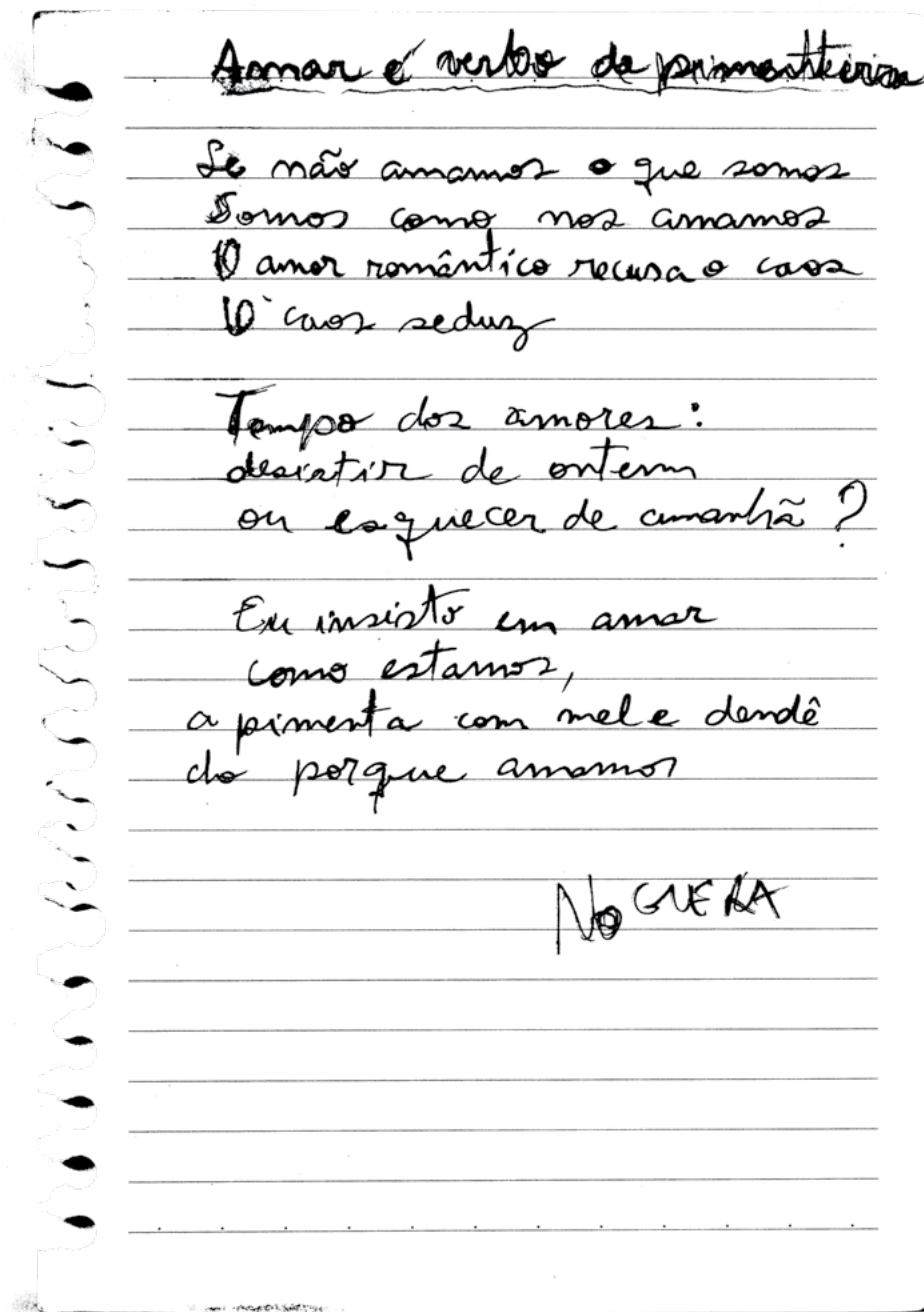 Amar é verbo da pimenteira
Se não amamos o que somos
Somos como nos amamos
O amor romântico recusa o caos
O caos seduz
Tempo dos amores:
desistir de ontem
ou esquecer de amanhã?
Eu insisto em amar
como estamos,
a pimenta com mel e dendê
do porque amamos
NOGUERA